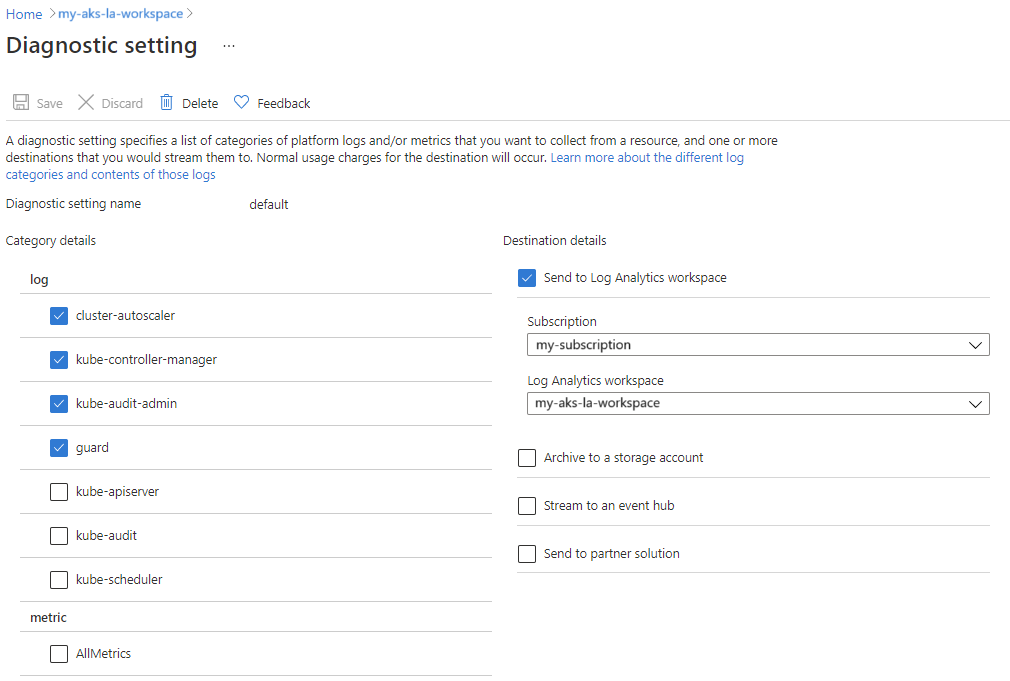 Home > my-aks-la-workspace >
Diagnostic setting ...
Save Discard Delete Feedback
A diagnostic setting specifies a list of categories of platform logs and/or metrics that you want to collect from a resource, and one or more
destinations that you would stream them to. Normal usage charges for the destination will occur. Learn more about the different log
categories and contents of those logs
Diagnostic setting name default
Category details
log
cluster-autoscaler
kube-controller-manager
kube-audit-admin
guard
kube-apiserver
kube-audit
kube-scheduler
metric
AllMetrics
Destination details
Send to Log Analytics workspace
Subscription
my-subscription
Log Analytics workspace
my-aks-la-workspace
Archive to a storage account
Stream to an event hub
Send to partner solution